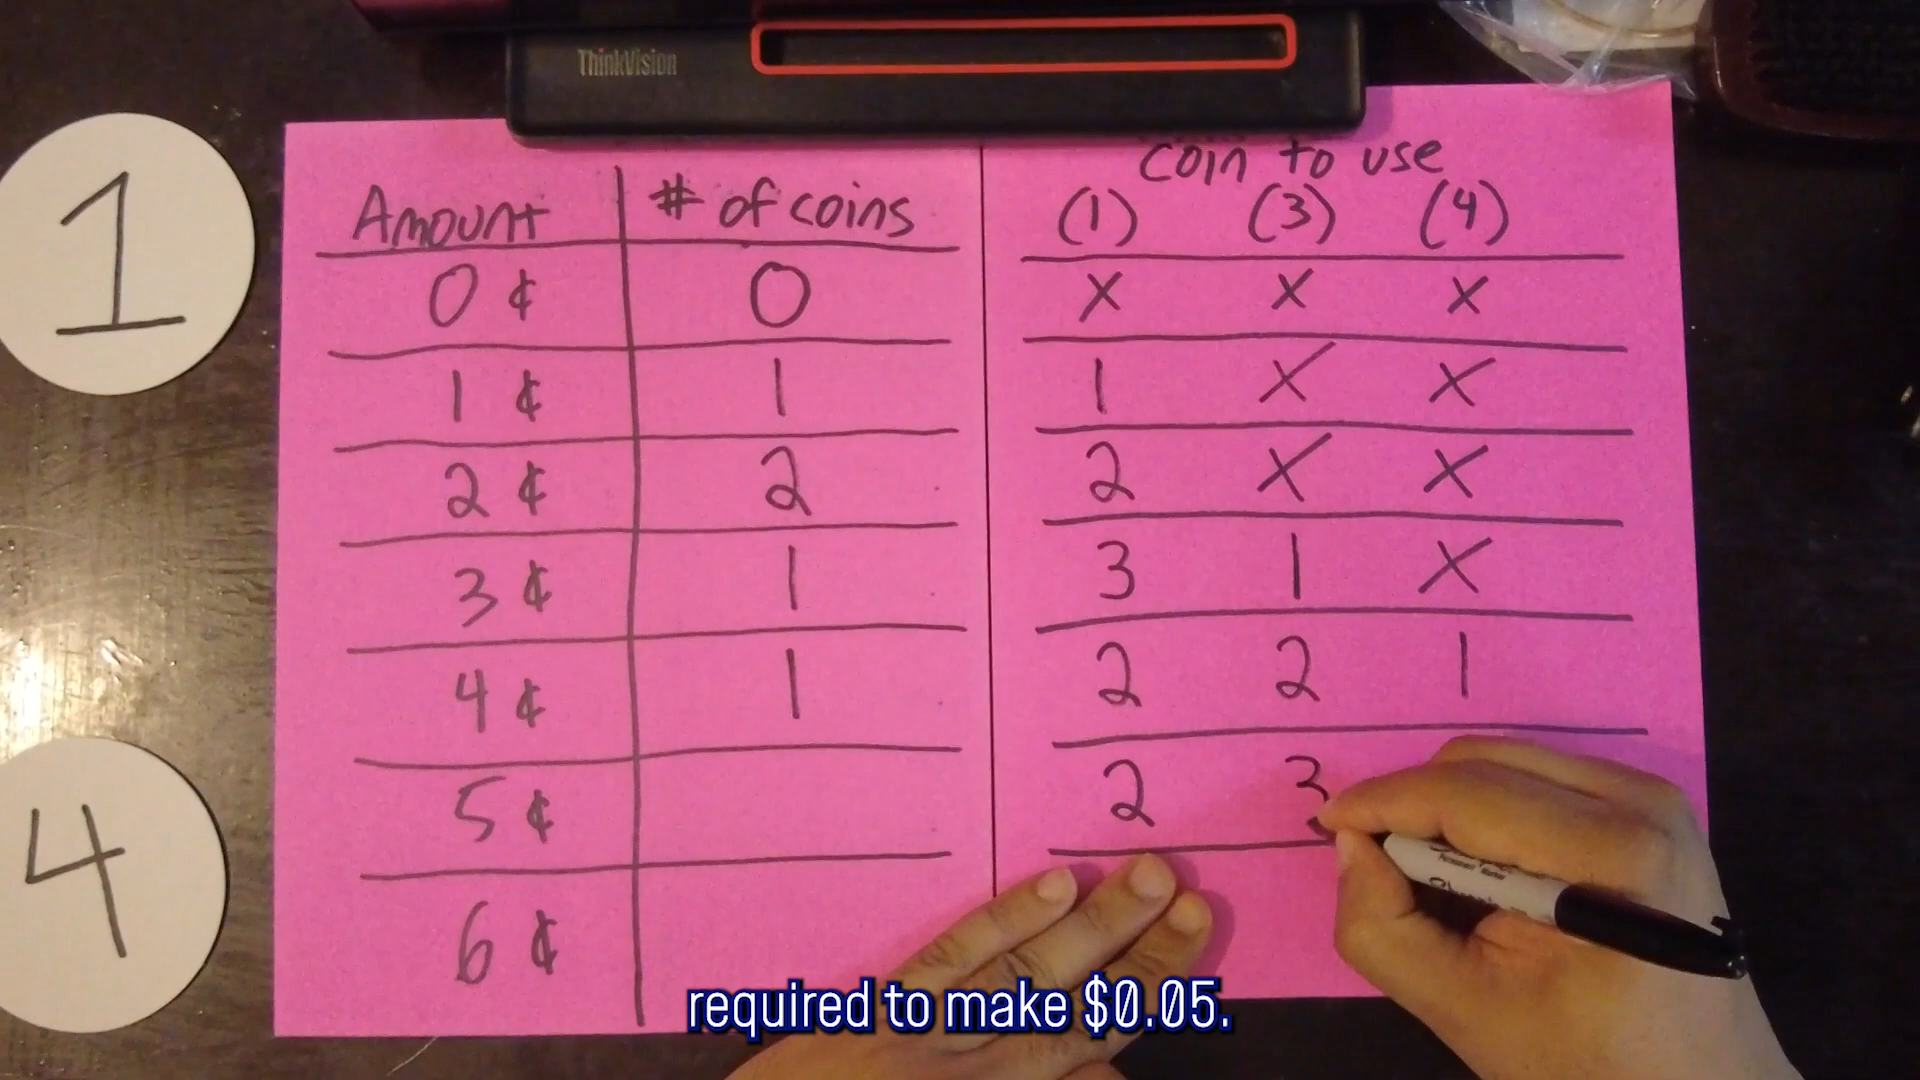 ThinkVision
1
4
Amount # of coins
0 ¢ 0
1 ¢ 1
2 ¢ 2
3 ¢ 1
4 ¢ 1
5 ¢
6 ¢
coin to use
(1) (3) (4)
X X X
1 X X
2 X X
3 1 X
2 2 1
2 3
required to make $0.05.